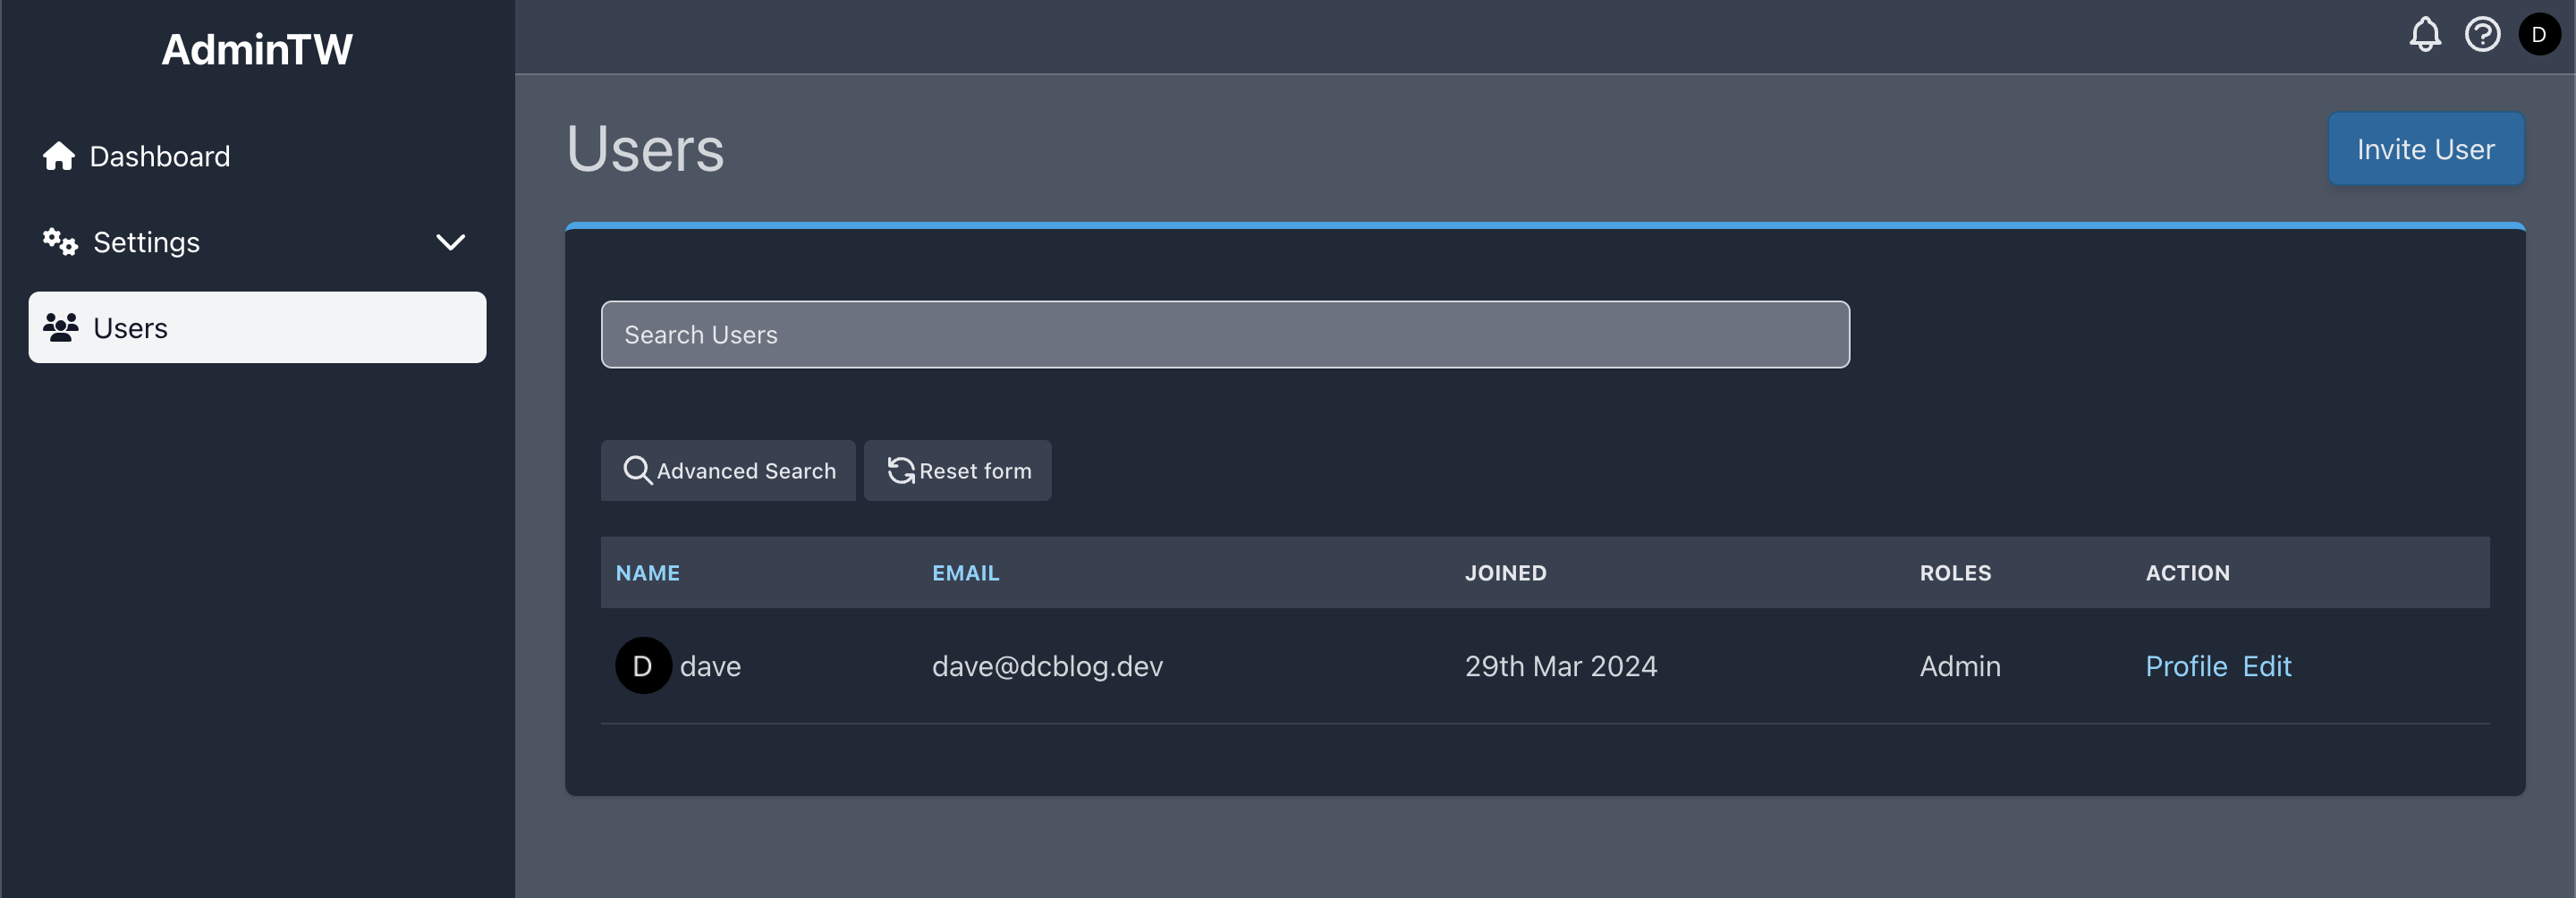 AdminTW
D
Dashboard
Settings
Users
Users
Invite User
Search Users
Advanced Search
Reset form
NAME EMAIL JOINED ROLES ACTION
D dave dave@dcblog.dev 29th Mar 2024 Admin Profile Edit